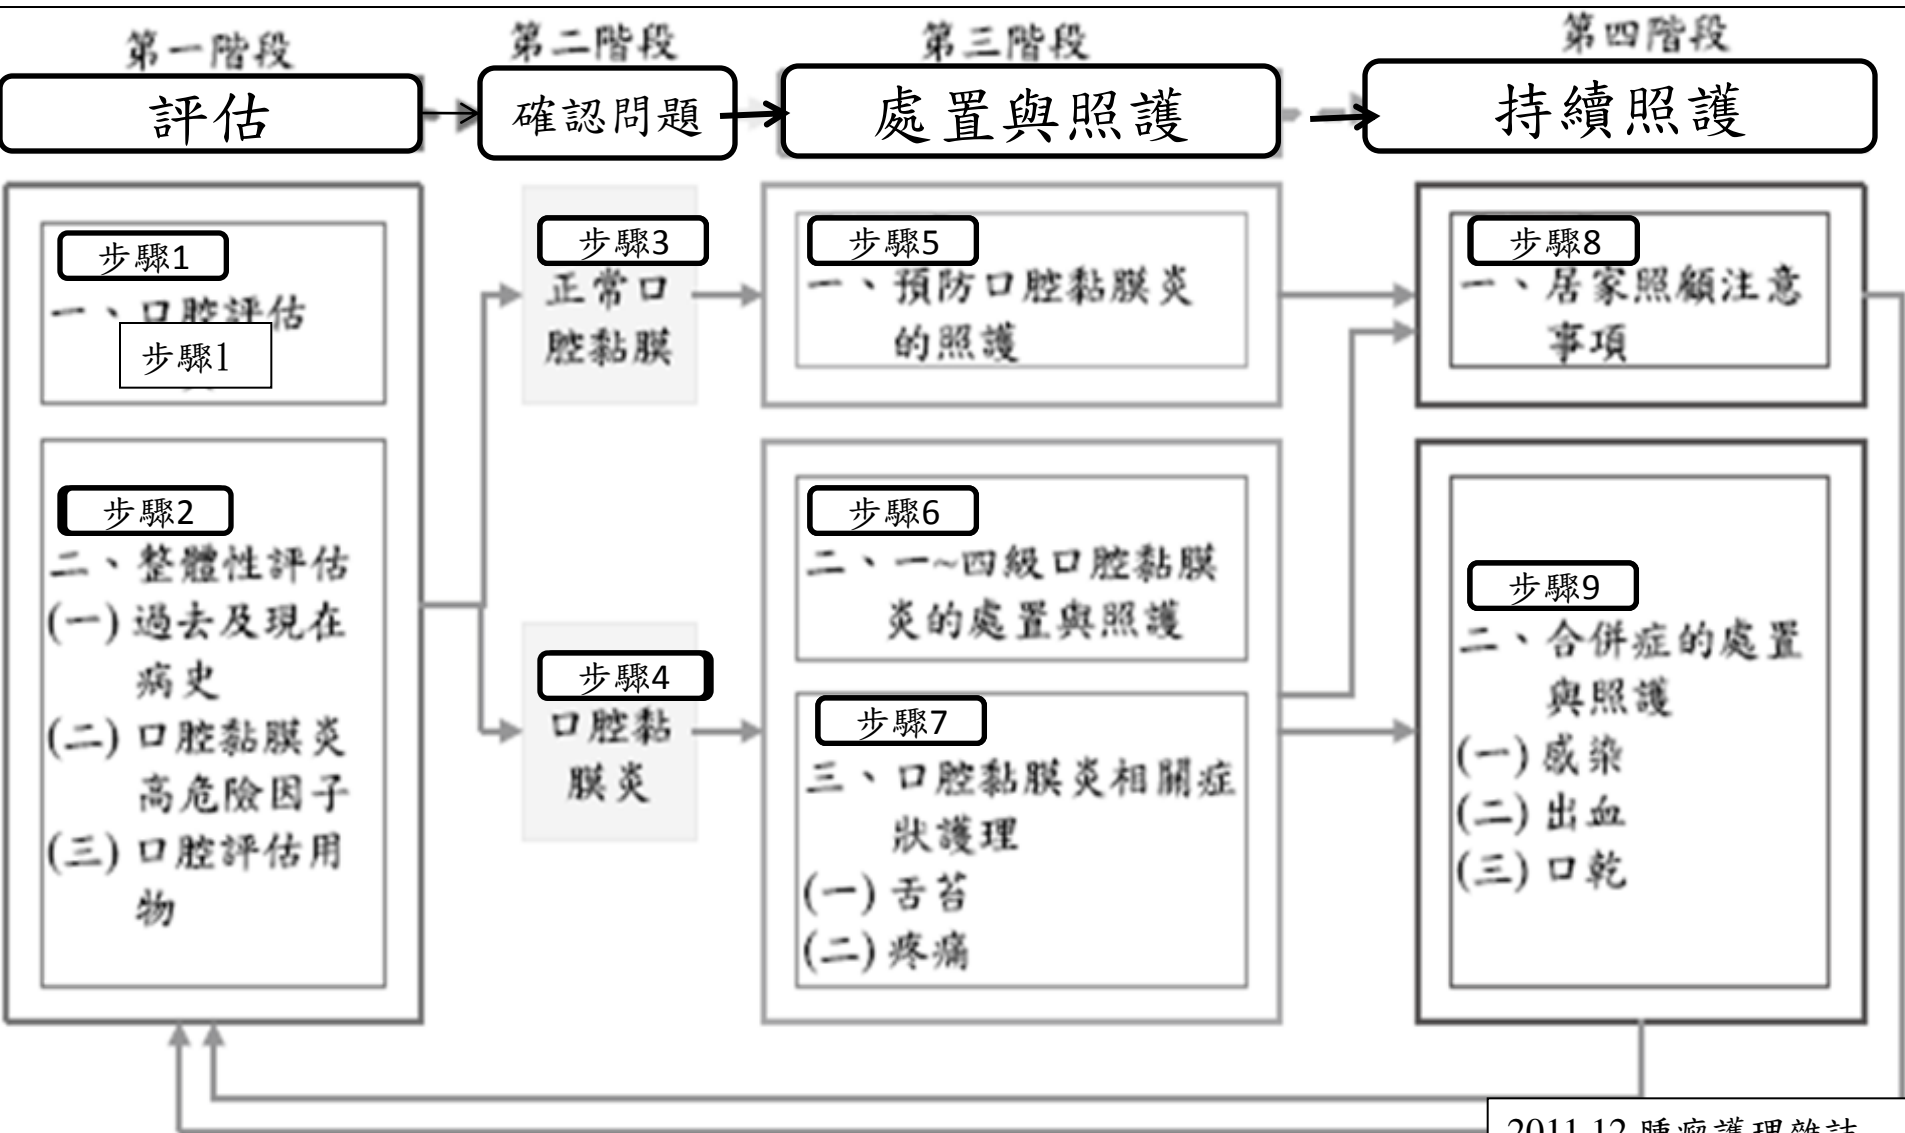 第一階段
評估
步驟1
一、口腔評估
步驟1
步驟2
二、整體性評估
(一) 過去及現在
病史
(二) 口腔黏膜炎
高危險因子
(三) 口腔評估用
物
第二階段
確認問題
步驟3
正常口
腔黏膜
步驟4
口腔黏
膜炎
第三階段
處置與照護
步驟5
一、預防口腔黏膜炎
的照護
步驟6
二、一~四級口腔黏膜
炎的處置與照護
步驟7
三、口腔黏膜炎相關症
狀護理
(一) 舌苔
(二) 疼痛
第四階段
持續照護
步驟8
一、居家照顧注意
事項
步驟9
二、合併症的處置
與照護
(一) 感染
(二) 出血
(三) 口乾
2011.12 腫瘤護理雜誌